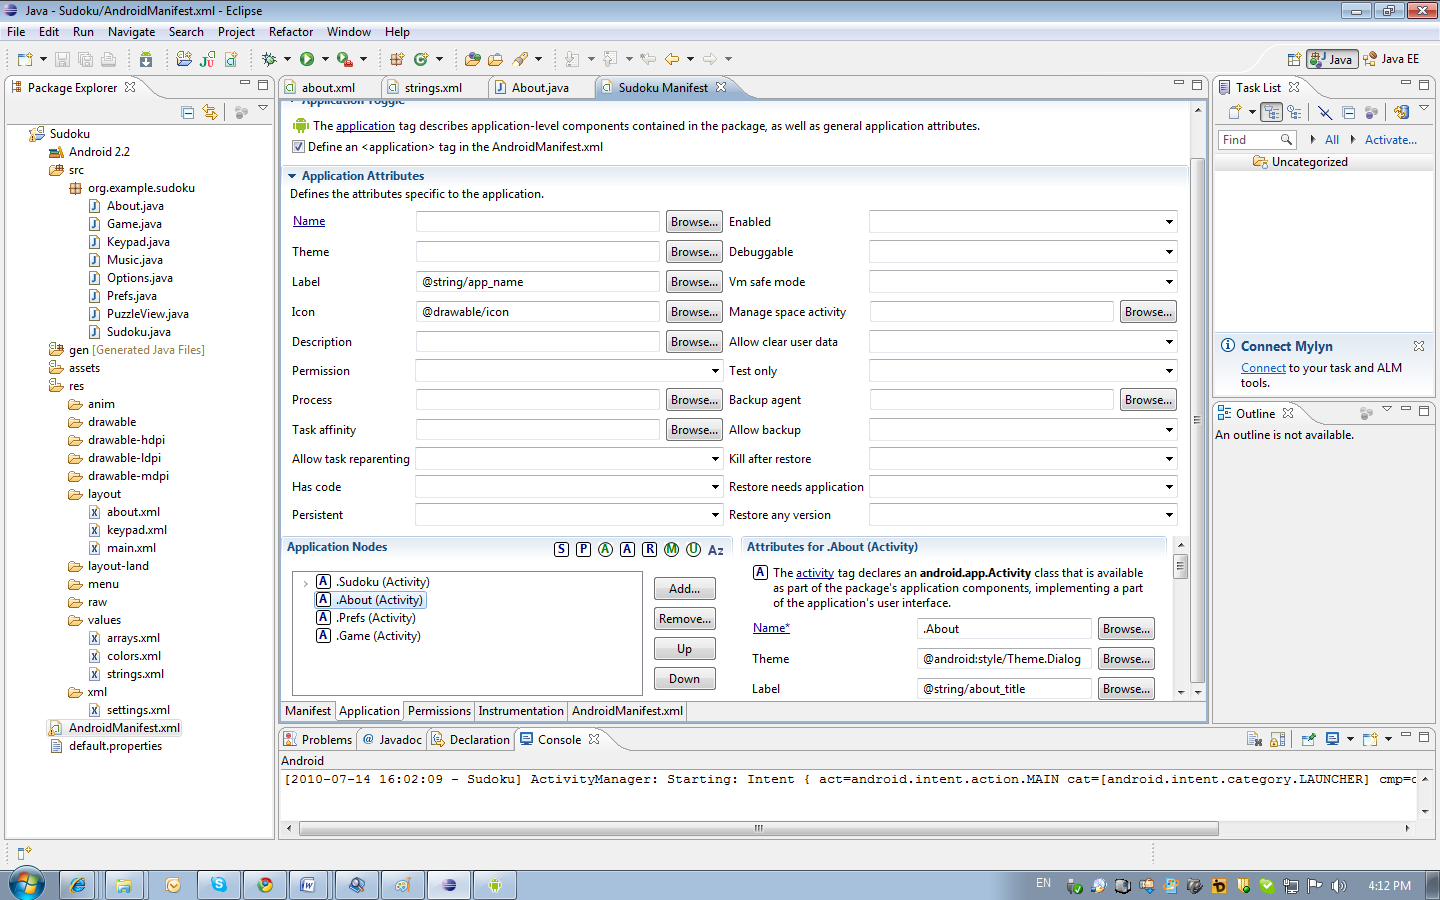 Java - Sudoku/AndroidManifest.xml - Eclipse
File Edit Run Navigate Search Project Refactor Window Help
Java Java EE
Package Explorer
Sudoku
Android 2.2
src
org.example.sudoku
About.java
Game.java
Keypad.java
Music.java
Options.java
Prefs.java
PuzzleView.java
Sudoku.java
gen [Generated Java Files]
assets
res
anim
drawable
drawable-hdpi
drawable-ldpi
drawable-mdpi
layout
about.xml
keypad.xml
main.xml
layout-land
menu
raw
values
arrays.xml
colors.xml
strings.xml
xml
settings.xml
AndroidManifest.xml
default.properties
about.xml strings.xml About.java Sudoku Manifest
Application Toggle
The application tag describes application-level components contained in the package, as well as general application attributes.
Define an <application> tag in the AndroidManifest.xml
Application Attributes
Defines the attributes specific to the application.
Name Browse... Enabled
Theme Browse... Debuggable
Label @string/app_name Browse... Vm safe mode
Icon @drawable/icon Browse... Manage space activity Browse...
Description Browse... Allow clear user data
Permission Test only
Process Browse... Backup agent Browse...
Task affinity Browse... Allow backup
Allow task reparenting Kill after restore
Has code Restore needs application
Persistent Restore any version
Application Nodes S P A A R M U Az
.Sudoku (Activity)
.About (Activity)
.Prefs (Activity)
.Game (Activity)
Add...
Remove...
Up
Down
Attributes for .About (Activity)
The activity tag declares an android.app.Activity class that is available
as part of the package's application components, implementing a part
of the application's user interface.
Name* .About Browse...
Theme @android:style/Theme.Dialog Browse...
Label @string/about_title Browse...
Manifest Application Permissions Instrumentation AndroidManifest.xml
Task List
Find All Activate...
Uncategorized
Connect Mylyn
Connect to your task and ALM
tools.
Outline
An outline is not available.
Problems @ Javadoc Declaration Console
Android
[2010-07-14 16:02:09 - Sudoku] ActivityManager: Starting: Intent { act=android.intent.action.MAIN cat=[android.intent.category.LAUNCHER] cmp=
EN 4:12 PM